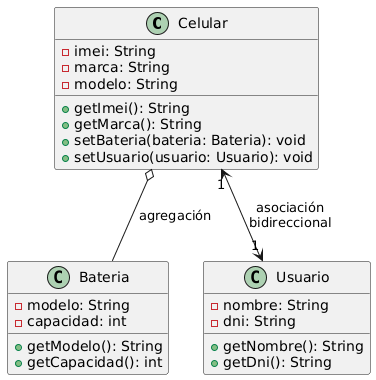 C Celular
imei: String
marca: String
modelo: String
getImei(): String
getMarca(): String
setBateria(bateria: Bateria): void
setUsuario(usuario: Usuario): void
1
agregación
asociación
bidireccional
1
C Bateria
modelo: String
capacidad: int
getModelo(): String
getCapacidad(): int
C Usuario
nombre: String
dni: String
getNombre(): String
getDni(): String